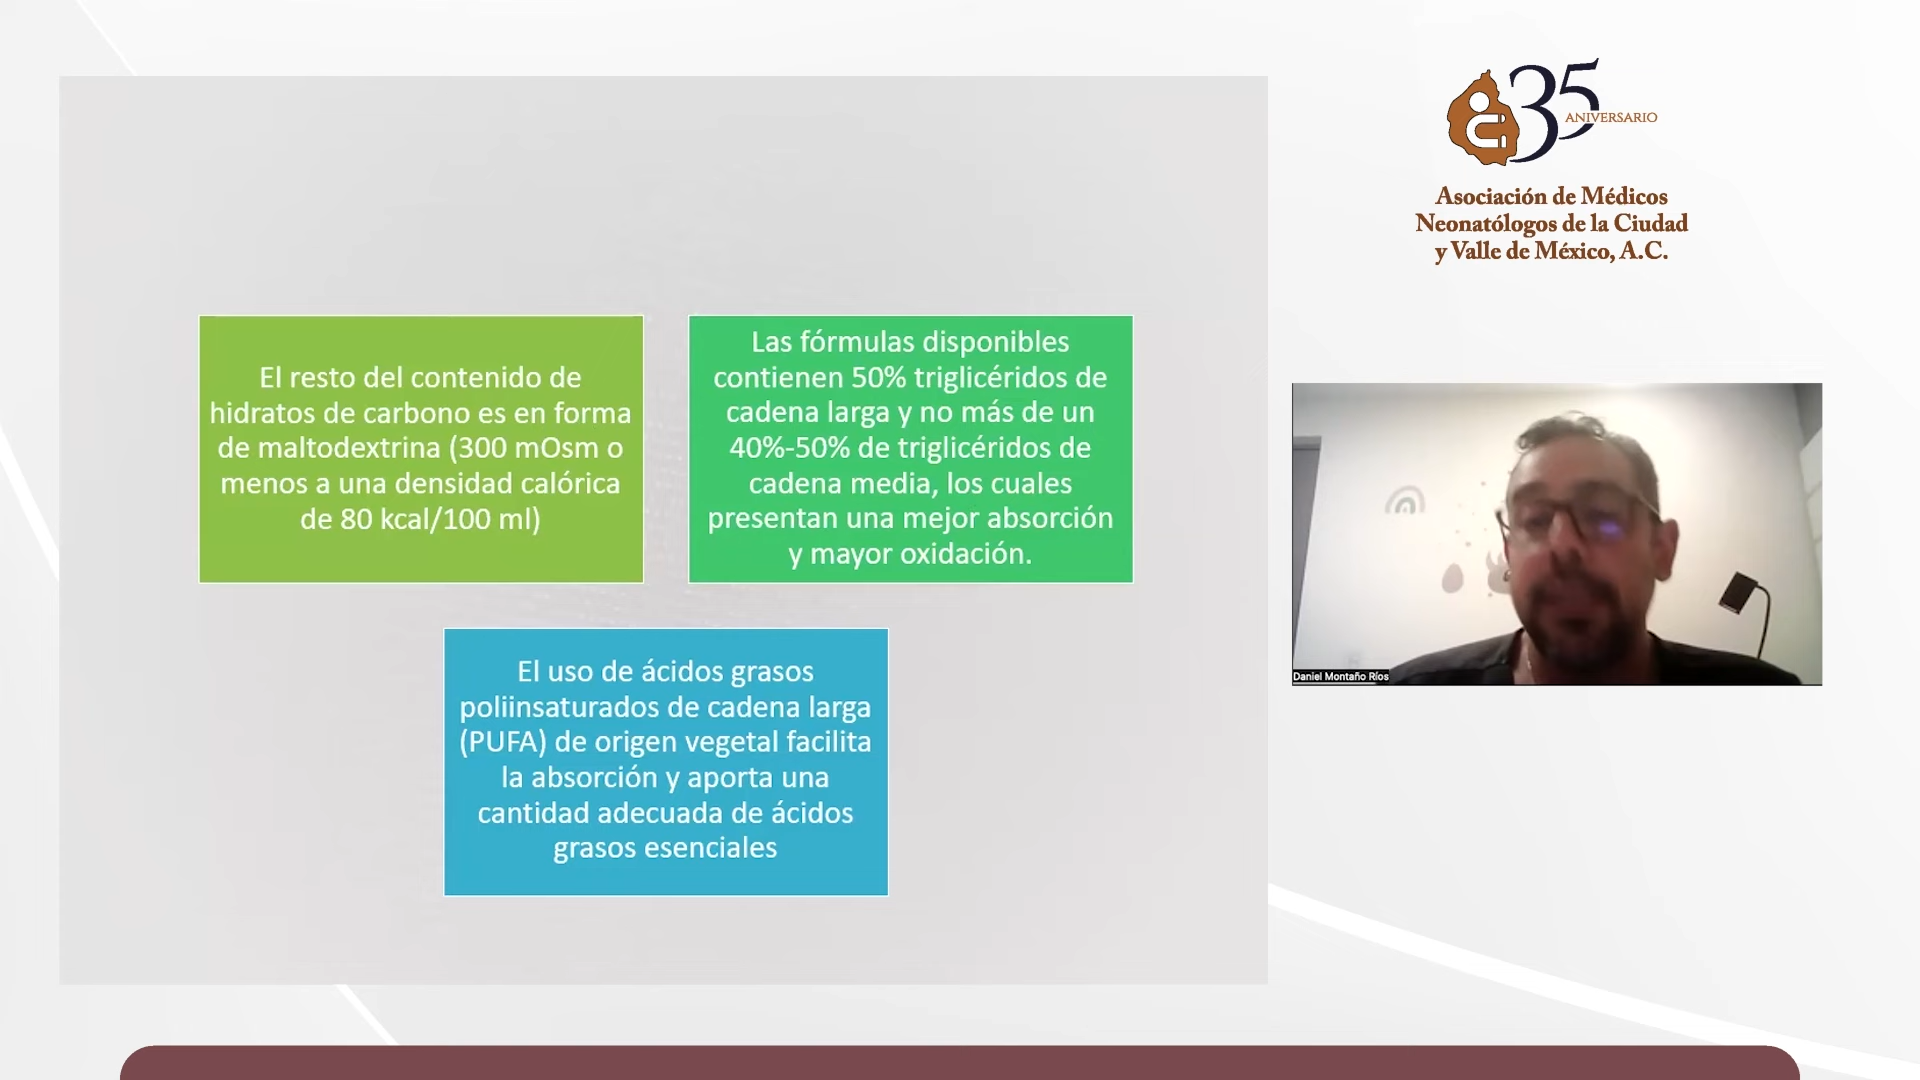 El resto del contenido de
hidratos de carbono es en forma
de maltodextrina (300 mOsm o
menos a una densidad calórica
de 80 kcal/100 ml)
Las fórmulas disponibles
contienen 50% triglicéridos de
cadena larga y no más de un
40%-50% de triglicéridos de
cadena media, los cuales
presentan una mejor absorción
y mayor oxidación.
El uso de ácidos grasos
poliinsaturados de cadena larga
(PUFA) de origen vegetal facilita
la absorción y aporta una
cantidad adecuada de ácidos
grasos esenciales
35
ANIVERSARIO
Asociación de Médicos
Neonatólogos de la Ciudad
y Valle de México, A.C.
Daniel Montaño Ríos